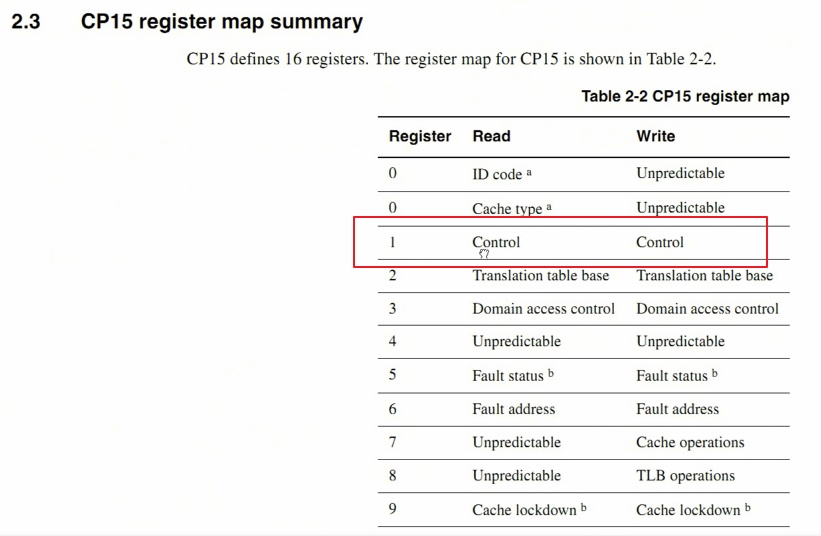 2.3 CP15 register map summary
CP15 defines 16 registers. The register map for CP15 is shown in Table 2-2.
Table 2-2 CP15 register map
Register Read Write
0 ID code a Unpredictable
0 Cache type a Unpredictable
1 Control Control
2 Translation table base Translation table base
3 Domain access control Domain access control
4 Unpredictable Unpredictable
5 Fault status b Fault status b
6 Fault address Fault address
7 Unpredictable Cache operations
8 Unpredictable TLB operations
9 Cache lockdown b Cache lockdown b